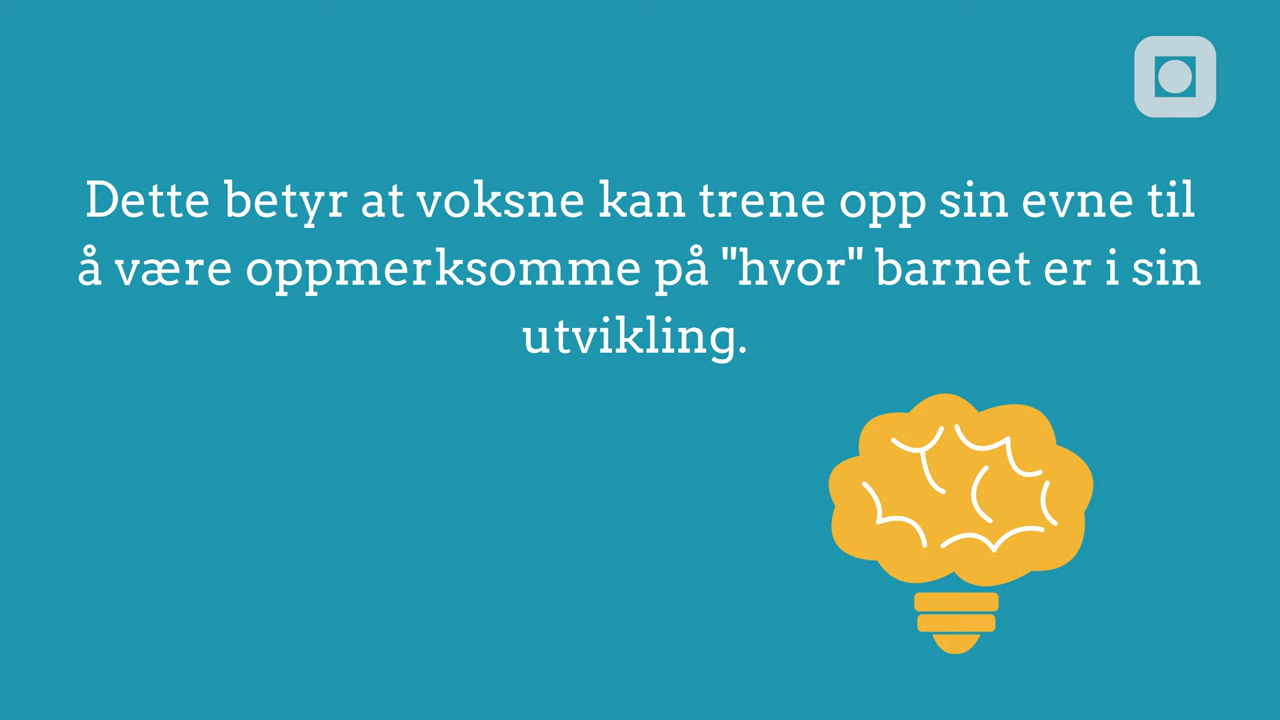 Dette betyr at voksne kan trene opp sin evne til
å være oppmerksomme på "hvor" barnet er i sin
utvikling.